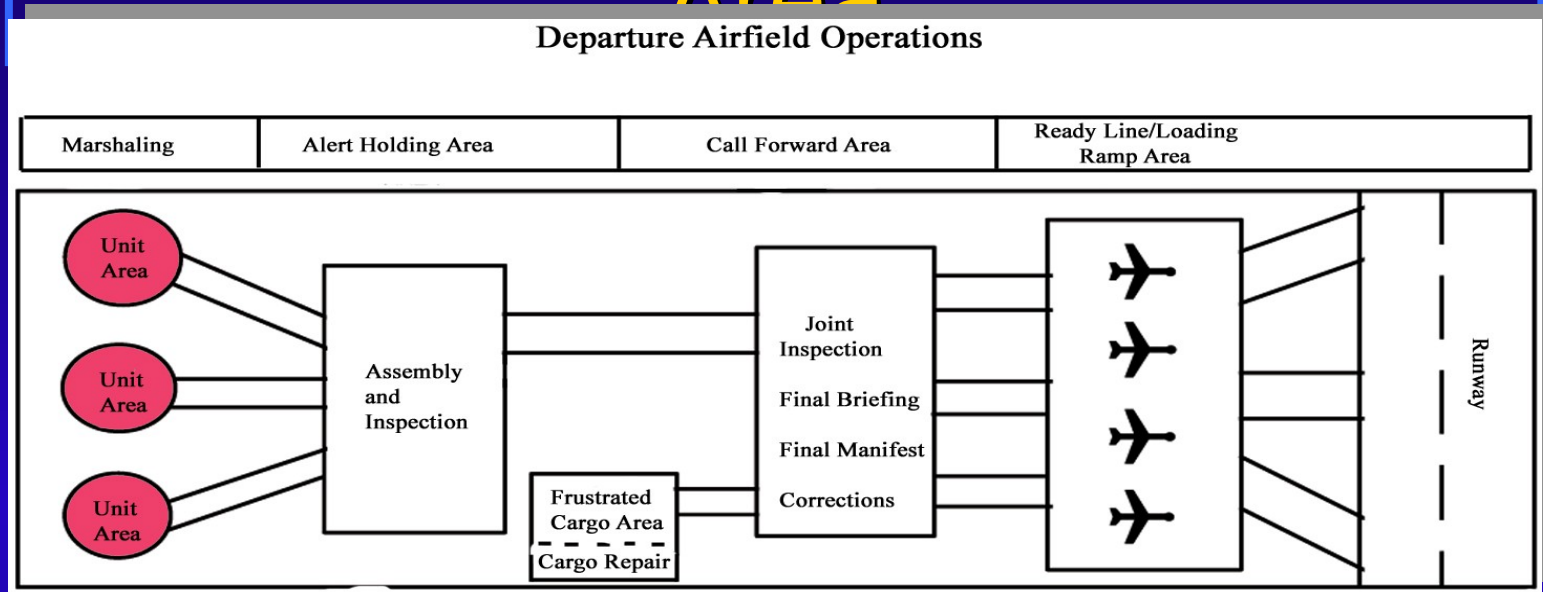 Area
Departure Airfield Operations
Marshaling
Alert Holding Area
Call Forward Area
Ready Line/Loading
Ramp Area
Unit
Area
Unit
Area
Unit
Area
Assembly
and
Inspection
Frustrated
Cargo Area
Cargo Repair
Joint
Inspection
Final Briefing
Final Manifest
Corrections
Runway